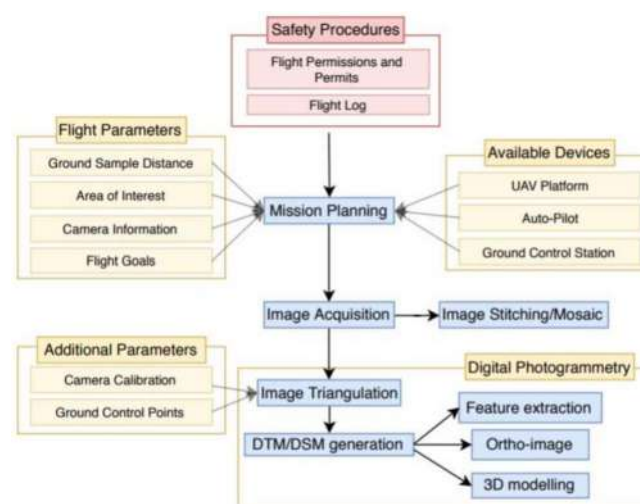 Safety Procedures
Flight Permissions and
Permits
Flight Log
Flight Parameters
Ground Sample Distance
Area of Interest
Camera Information
Flight Goals
Available Devices
UAV Platform
Auto-Pilot
Ground Control Station
Mission Planning
Image Acquisition
Image Stitching/Mosaic
Additional Parameters
Camera Calibration
Ground Control Points
Digital Photogrammetry
Image Triangulation
DTM/DSM generation
Feature extraction
Ortho-image
3D modelling